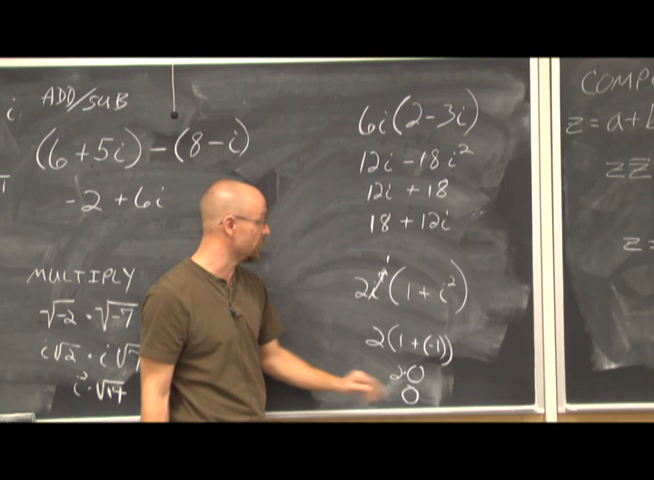 i,
ADD/SUB
(6+5i)-(8-i)
-2+6i
MULTIPLY
√-2 · √-7
i√2 · i√7
i²·√14
6i(2-3i)
12i-18i²
12i+18
18+12i
(1+i²)
2(1+(-1))
2·0
0
COMP
z=a+b
zz̅
z=